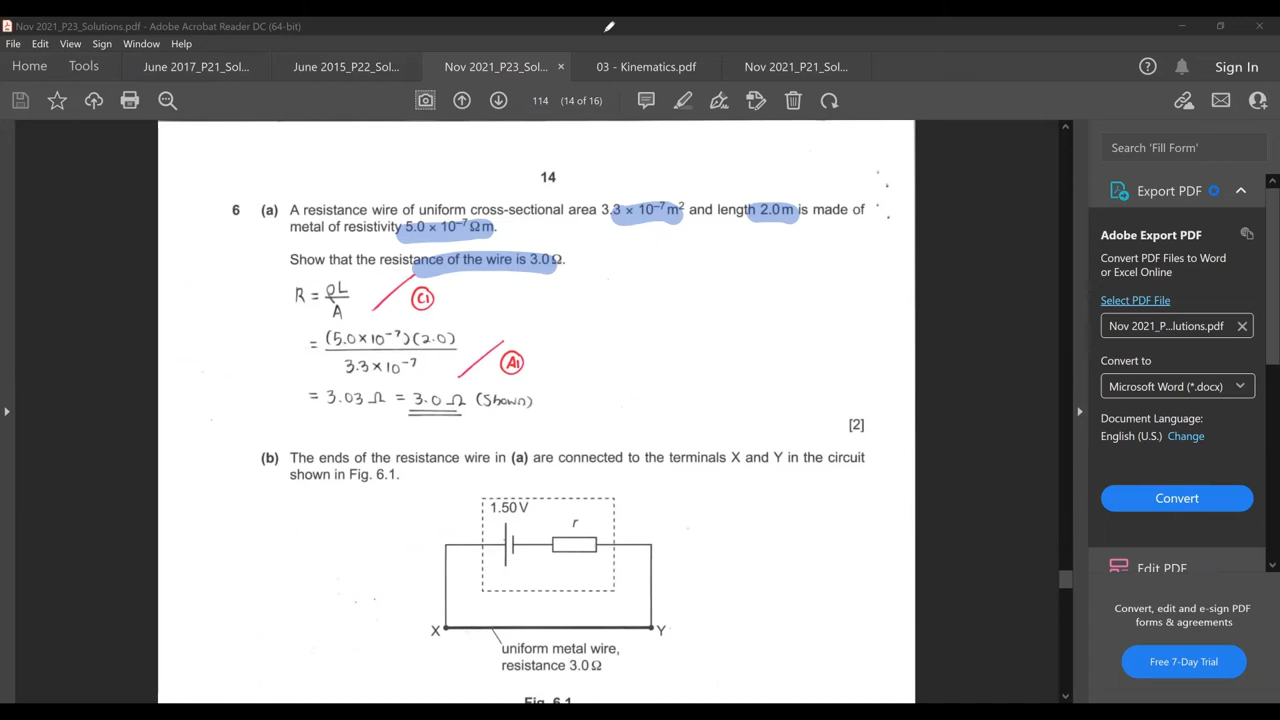 Nov 2021_P23_Solutions.pdf - Adobe Acrobat Reader DC (64-bit)
File Edit View Sign Window Help
Home Tools June 2017_P21_Sol... June 2015_P22_Sol... Nov 2021_P23_Sol... × 03 - Kinematics.pdf Nov 2021_P21_Sol... Sign In
114 (14 of 16)
Search 'Fill Form'
Export PDF
Adobe Export PDF
Convert PDF Files to Word
or Excel Online
Select PDF File
Nov 2021_P...lutions.pdf
Convert to
Microsoft Word (*.docx)
Document Language:
English (U.S.) Change
Convert
Edit PDF
Convert, edit and e-sign PDF
forms & agreements
Free 7-Day Trial
14
6 (a) A resistance wire of uniform cross-sectional area 3.3 × 10⁻⁷ m² and length 2.0 m is made of
metal of resistivity 5.0 × 10⁻⁷ Ω m.
Show that the resistance of the wire is 3.0 Ω.
R = ρL / A
C1
= (5.0×10⁻⁷)(2.0) / 3.3×10⁻⁷
A1
= 3.03 Ω = 3.0 Ω (Shown)
[2]
(b) The ends of the resistance wire in (a) are connected to the terminals X and Y in the circuit
shown in Fig. 6.1.
1.50 V
r
X Y
uniform metal wire,
resistance 3.0 Ω
Fig. 6.1